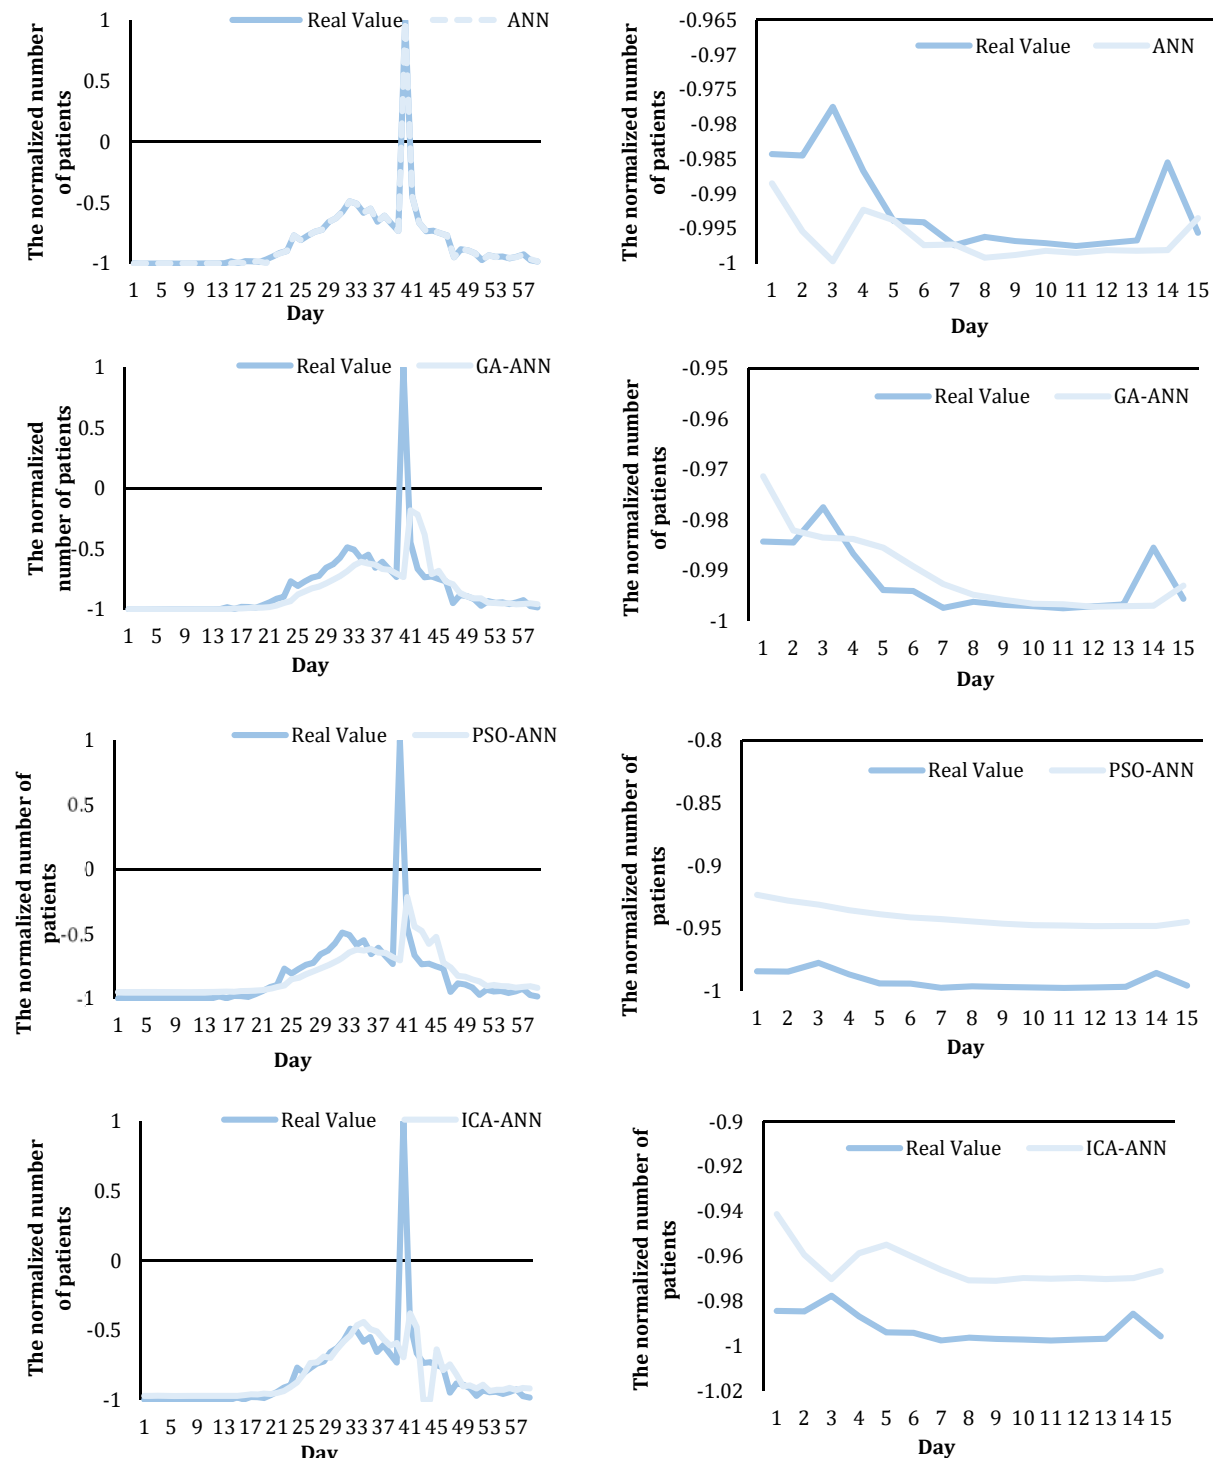 Real Value ANN
The normalized number
of patients
1
0.5
0
-0.5
-1
1 5 9 13 17 21 25 29 33 37 41 45 49 53 57
Day
Real Value ANN
The normalized number
of patients
-0.965
-0.97
-0.975
-0.98
-0.985
-0.99
-0.995
-1
1 2 3 4 5 6 7 8 9 10 11 12 13 14 15
Day
Real Value GA-ANN
The normalized
number of patients
1
0.5
0
-0.5
-1
1 5 9 13 17 21 25 29 33 37 41 45 49 53 57
Day
Real Value GA-ANN
The normalized number
of patients
-0.95
-0.96
-0.97
-0.98
-0.99
-1
1 2 3 4 5 6 7 8 9 10 11 12 13 14 15
Day
Real Value PSO-ANN
The normalized number of
patients
1
0.5
0
-0.5
-1
1 5 9 13 17 21 25 29 33 37 41 45 49 53 57
Day
Real Value PSO-ANN
The normalized number of
patients
-0.8
-0.85
-0.9
-0.95
-1
1 2 3 4 5 6 7 8 9 10 11 12 13 14 15
Day
Real Value ICA-ANN
The normalized number
of patients
1
0.5
0
-0.5
-1
1 5 9 13 17 21 25 29 33 37 41 45 49 53 57
Day
Real Value ICA-ANN
The normalized number of
patients
-0.9
-0.92
-0.94
-0.96
-0.98
-1
-1.02
1 2 3 4 5 6 7 8 9 10 11 12 13 14 15
Day